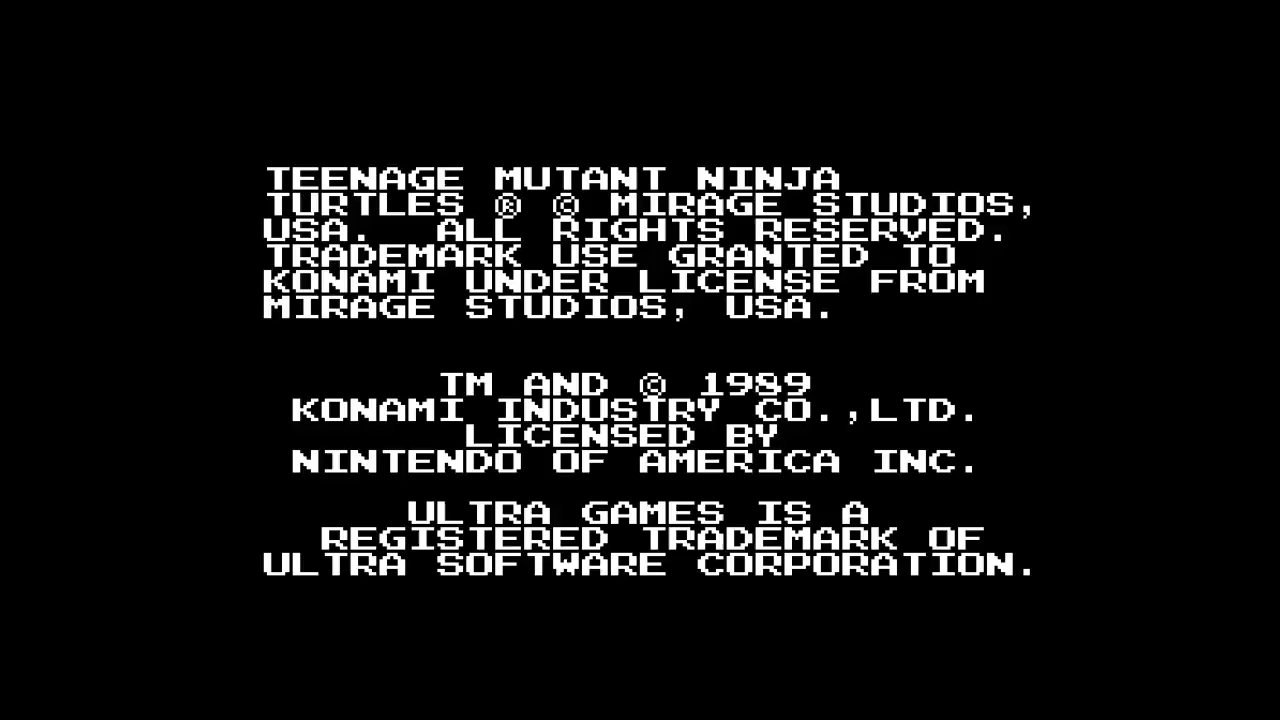 TEENAGE MUTANT NINJA
TURTLES ® © MIRAGE STUDIOS,
USA.  ALL RIGHTS RESERVED.
TRADEMARK USE GRANTED TO
KONAMI UNDER LICENSE FROM
MIRAGE STUDIOS, USA.
TM AND © 1989
KONAMI INDUSTRY CO.,LTD.
LICENSED BY
NINTENDO OF AMERICA INC.
ULTRA GAMES IS A
REGISTERED TRADEMARK OF
ULTRA SOFTWARE CORPORATION.